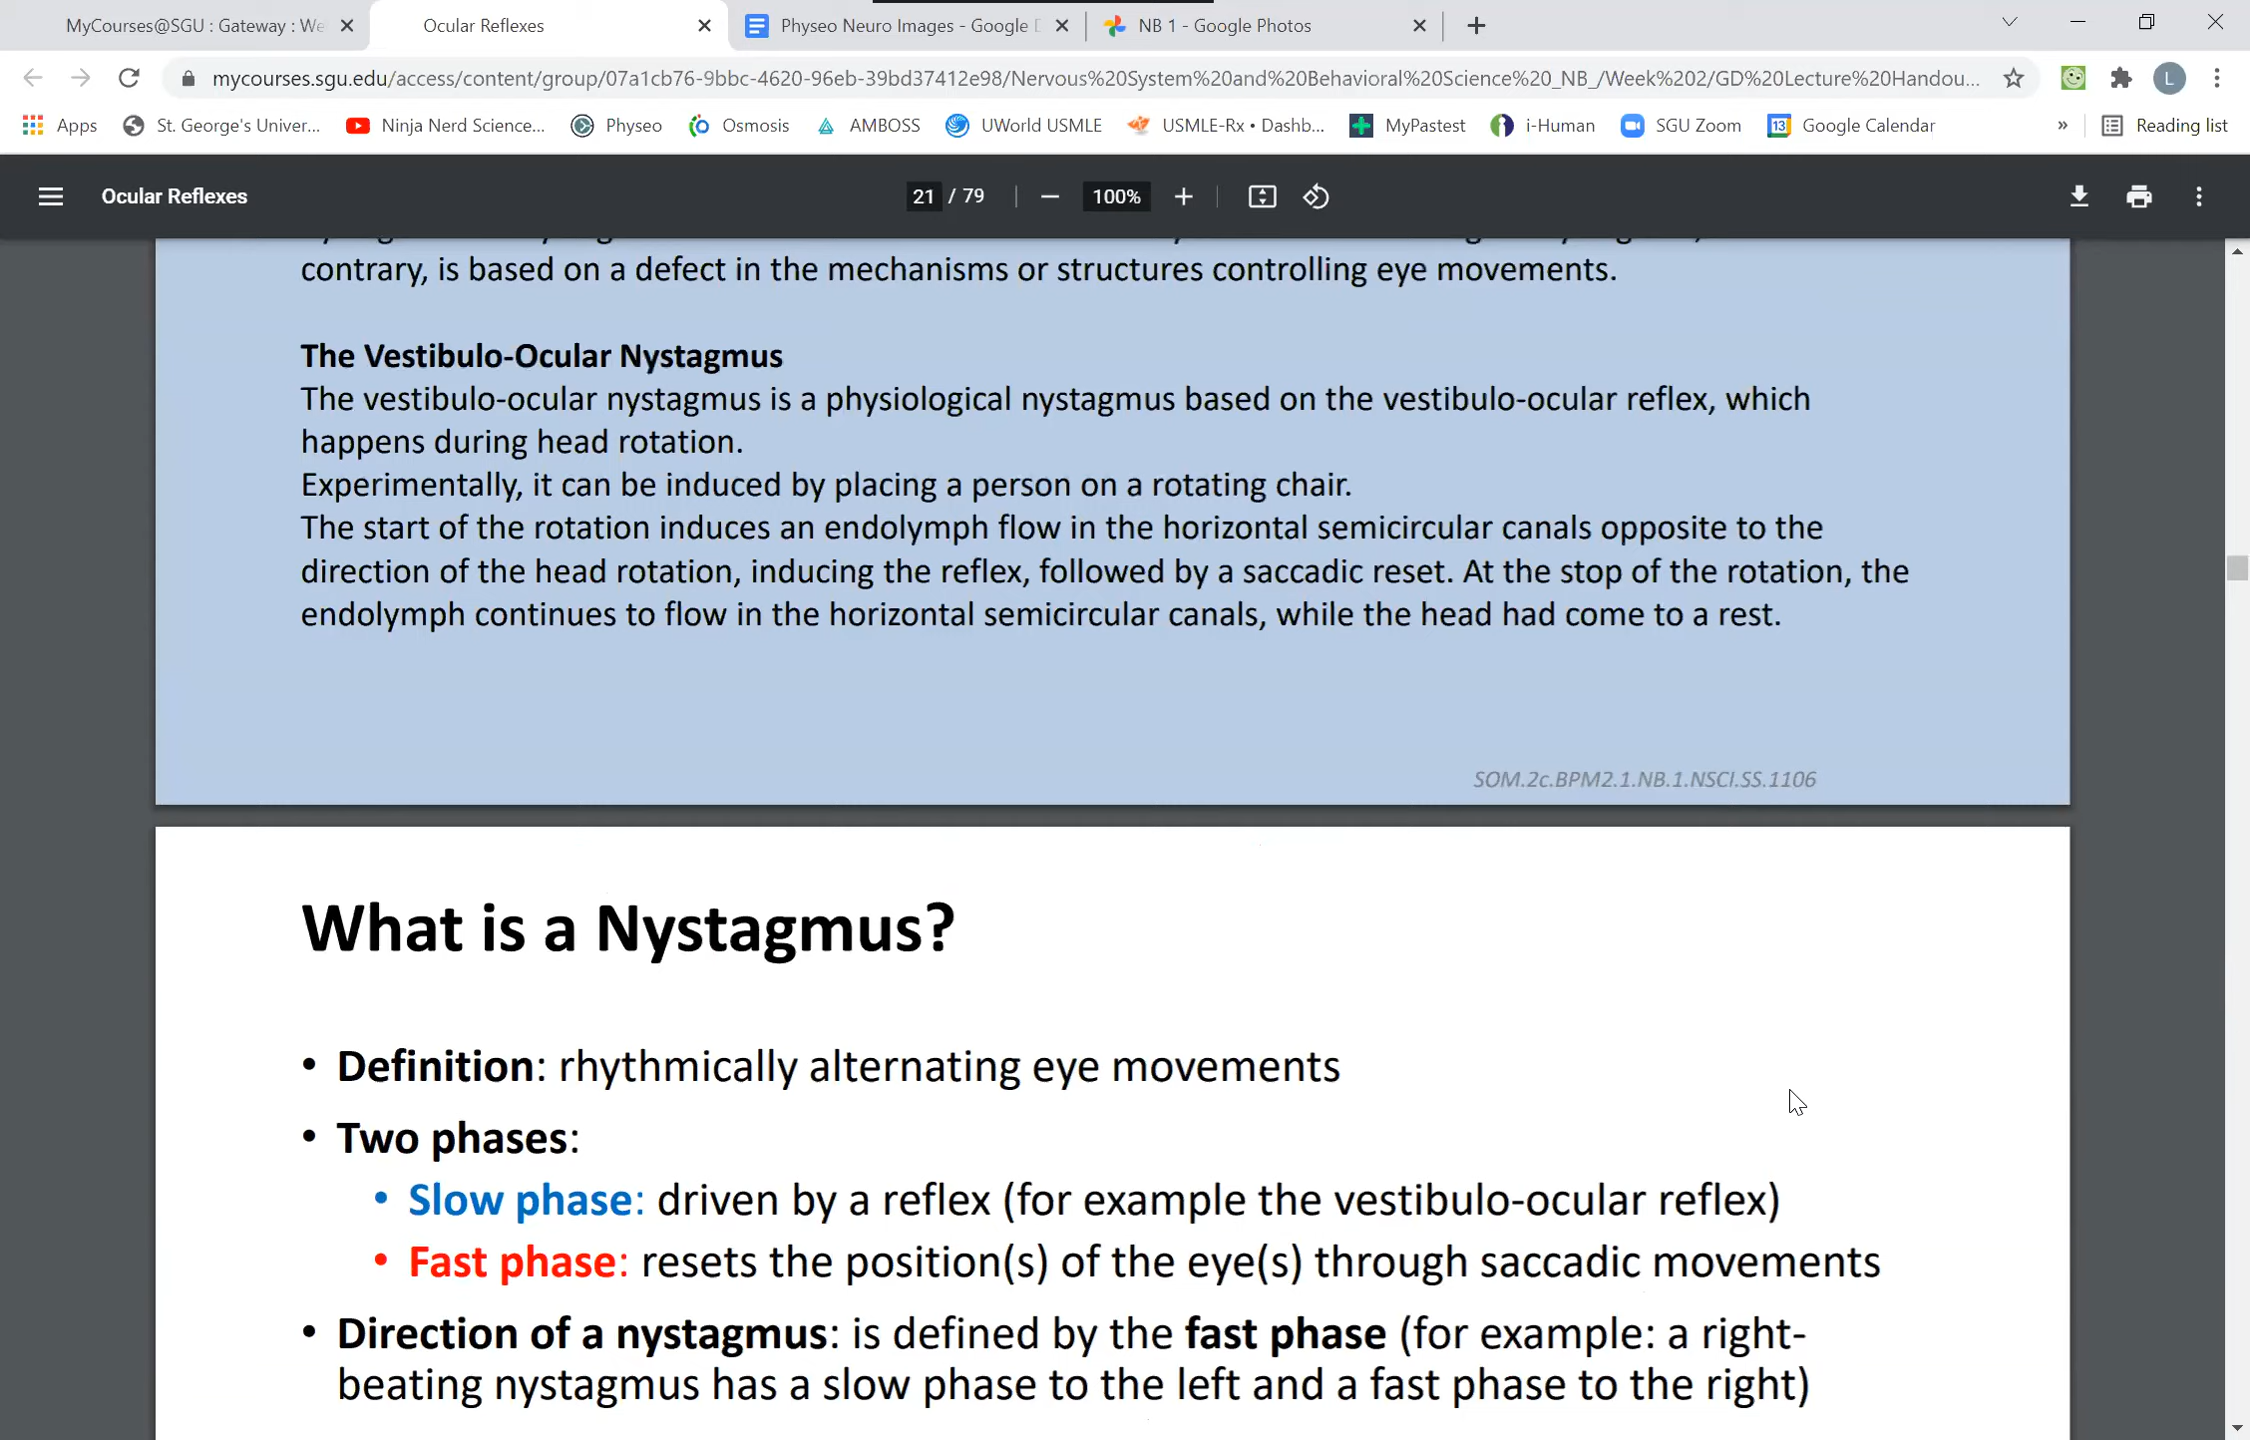 MyCourses@SGU : Gateway : We
Ocular Reflexes
Physeo Neuro Images - Google D
NB 1 - Google Photos
mycourses.sgu.edu/access/content/group/07a1cb76-9bbc-4620-96eb-39bd37412e98/Nervous%20System%20and%20Behavioral%20Science%20_NB_/Week%202/GD%20Lecture%20Handou...
L
Apps
St. George's Univer...
Ninja Nerd Science...
Physeo
Osmosis
AMBOSS
UWorld USMLE
USMLE-Rx • Dashb...
MyPastest
i-Human
SGU Zoom
13
Google Calendar
»
Reading list
Ocular Reflexes
21 / 79
100%
contrary, is based on a defect in the mechanisms or structures controlling eye movements.
The Vestibulo-Ocular Nystagmus
The vestibulo-ocular nystagmus is a physiological nystagmus based on the vestibulo-ocular reflex, which
happens during head rotation.
Experimentally, it can be induced by placing a person on a rotating chair.
The start of the rotation induces an endolymph flow in the horizontal semicircular canals opposite to the
direction of the head rotation, inducing the reflex, followed by a saccadic reset. At the stop of the rotation, the
endolymph continues to flow in the horizontal semicircular canals, while the head had come to a rest.
SOM.2c.BPM2.1.NB.1.NSCI.SS.1106
What is a Nystagmus?
• Definition: rhythmically alternating eye movements
• Two phases:
• Slow phase: driven by a reflex (for example the vestibulo-ocular reflex)
• Fast phase: resets the position(s) of the eye(s) through saccadic movements
• Direction of a nystagmus: is defined by the fast phase (for example: a right-
beating nystagmus has a slow phase to the left and a fast phase to the right)